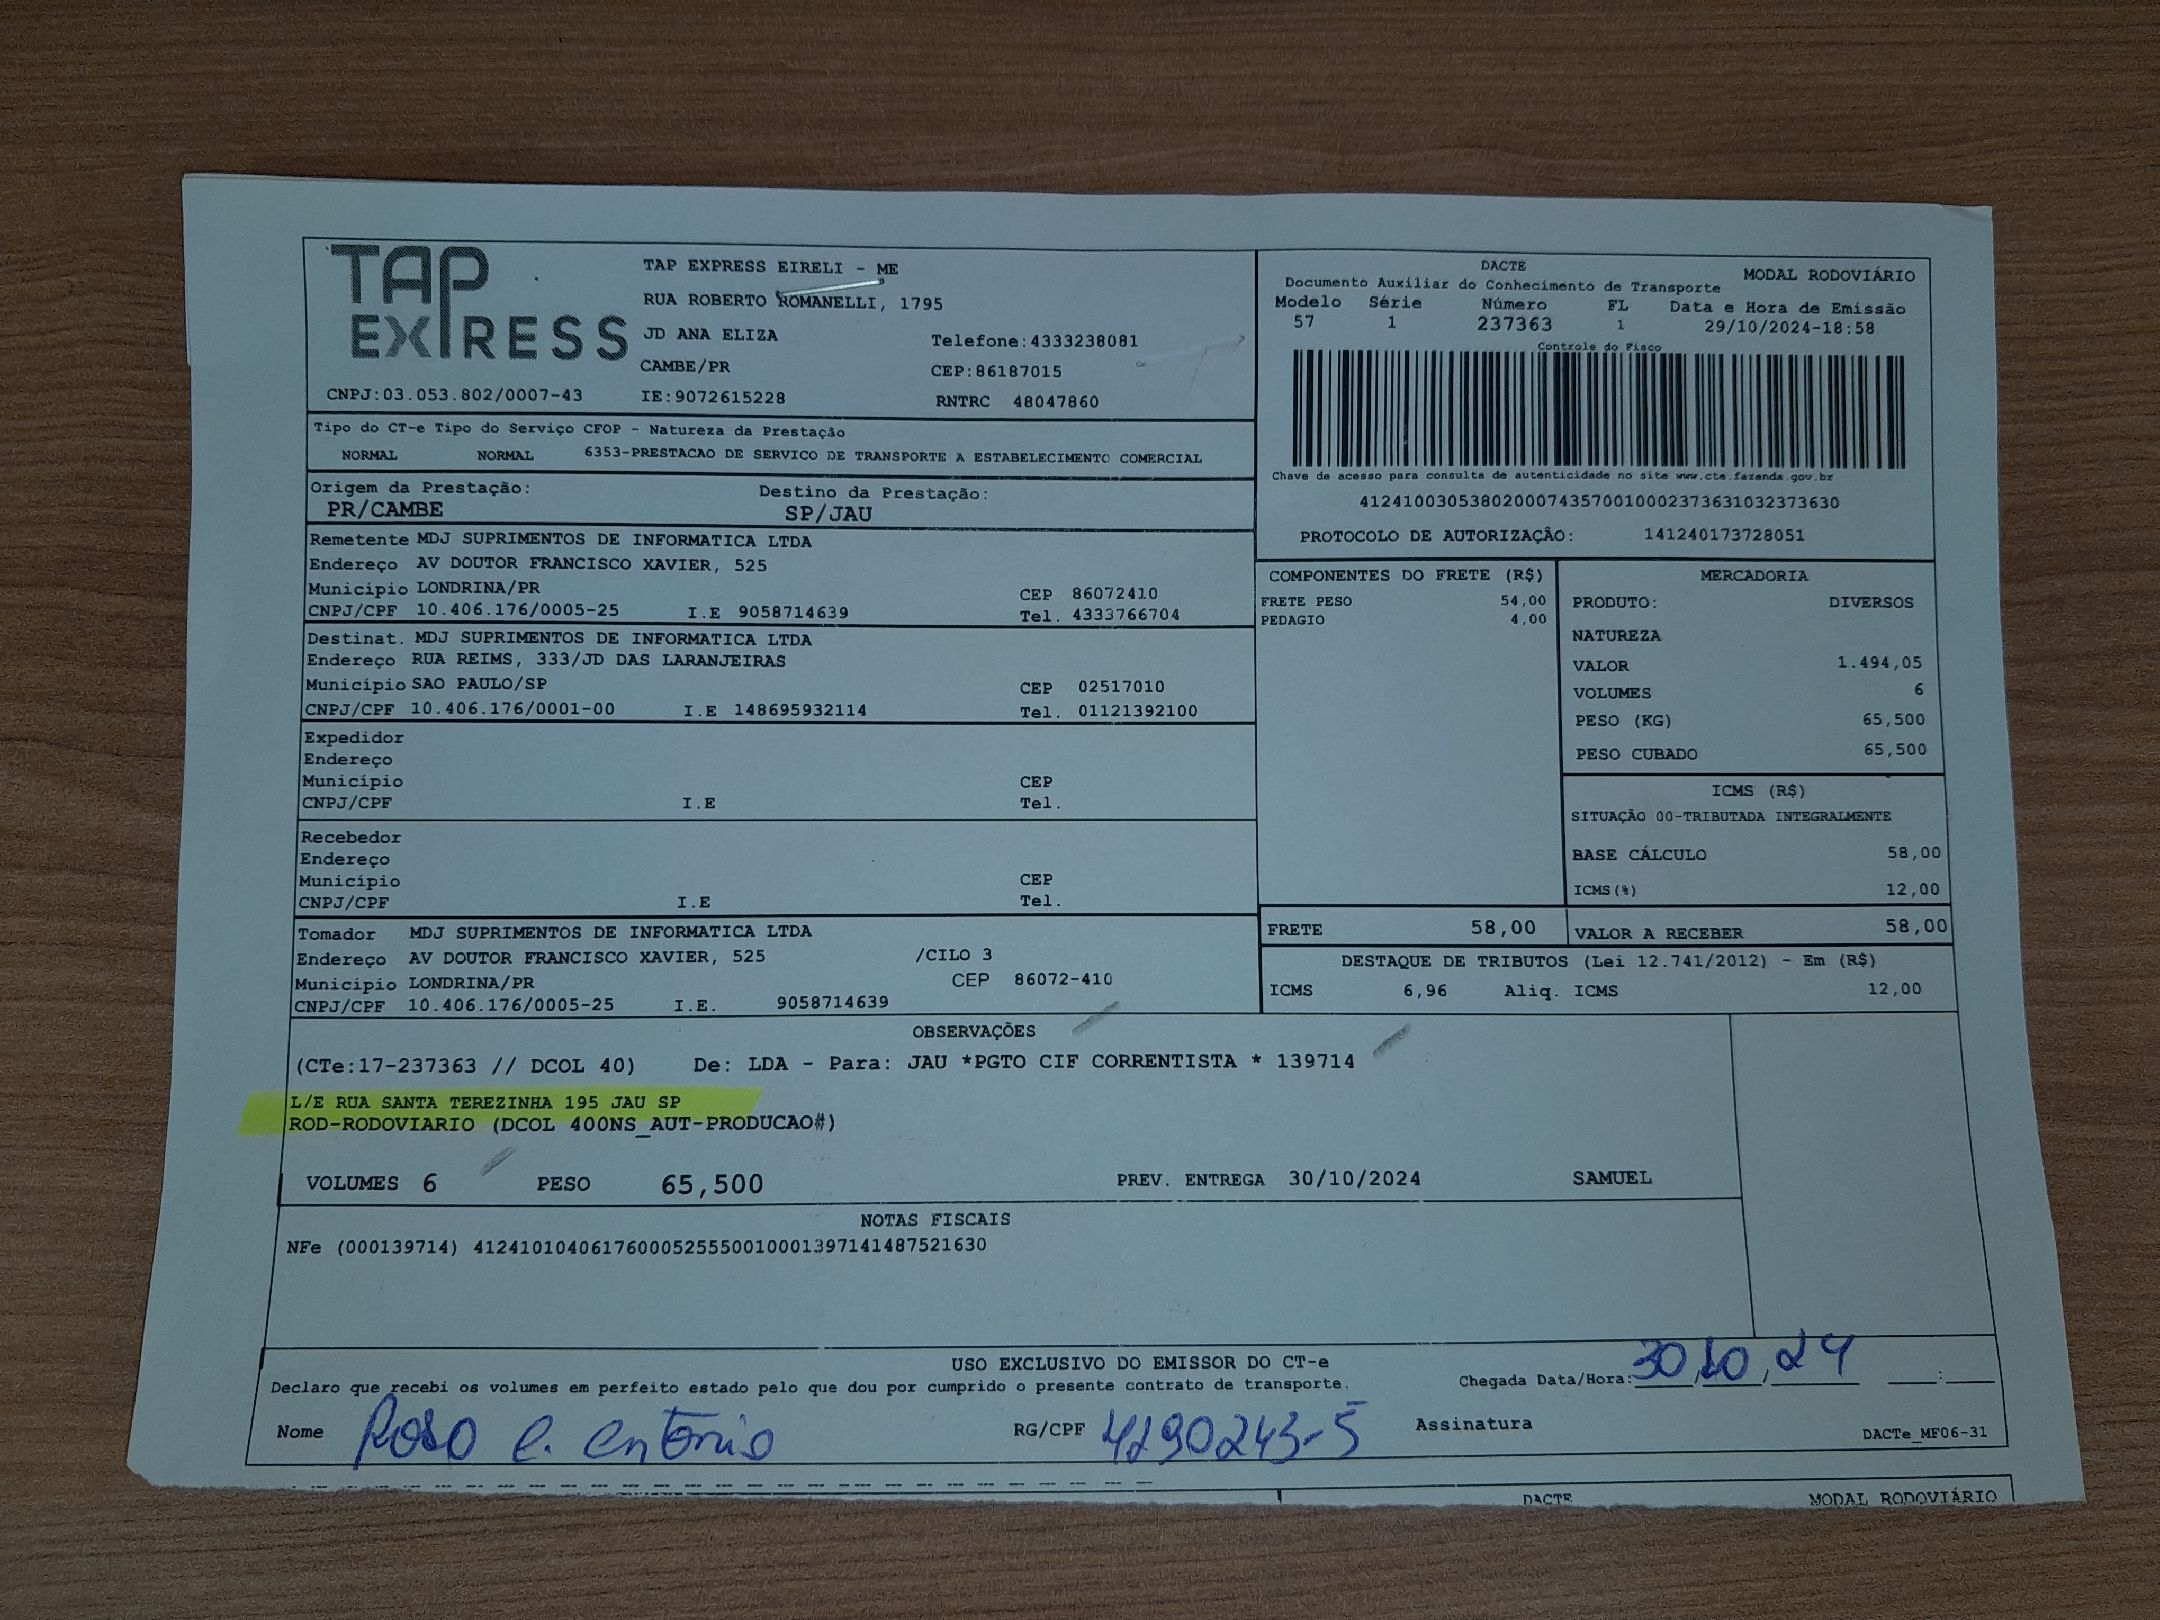 TAP EXPRESS
TAP EXPRESS EIRELI - ME
RUA ROBERTO ROMANELLI, 1795
JD ANA ELIZA
Telefone:4333238081
CAMBE/PR
CEP:86187015
CNPJ:03.053.802/0007-43 IE:9072615228 RNTRC 48047860
DACTE
MODAL RODOVIÁRIO
Documento Auxiliar do Conhecimento de Transporte
Modelo Série Número FL Data e Hora de Emissão
57 1 237363 1 29/10/2024-18:58
Controle do Fisco
Chave de acesso para consulta de autenticidade no site www.cte.fazenda.gov.br
41241003053802000743570010002373631032373630
PROTOCOLO DE AUTORIZAÇÃO: 141240173728051
Tipo do CT-e Tipo do Serviço CFOP - Natureza da Prestação
NORMAL NORMAL 6353-PRESTACAO DE SERVICO DE TRANSPORTE A ESTABELECIMENTO COMERCIAL
Origem da Prestação: Destino da Prestação:
PR/CAMBE SP/JAU
Remetente MDJ SUPRIMENTOS DE INFORMATICA LTDA
Endereço AV DOUTOR FRANCISCO XAVIER, 525
Município LONDRINA/PR CEP 86072410
CNPJ/CPF 10.406.176/0005-25 I.E 9058714639 Tel. 4333766704
Destinat. MDJ SUPRIMENTOS DE INFORMATICA LTDA
Endereço RUA REIMS, 333/JD DAS LARANJEIRAS
Município SAO PAULO/SP CEP 02517010
CNPJ/CPF 10.406.176/0001-00 I.E 148695932114 Tel. 01121392100
Expedidor
Endereço
Município CEP
CNPJ/CPF I.E Tel.
Recebedor
Endereço
Município CEP
CNPJ/CPF I.E Tel.
Tomador MDJ SUPRIMENTOS DE INFORMATICA LTDA
Endereço AV DOUTOR FRANCISCO XAVIER, 525 /CILO 3
Município LONDRINA/PR CEP 86072-410
CNPJ/CPF 10.406.176/0005-25 I.E. 9058714639
COMPONENTES DO FRETE (R$)
FRETE PESO 54,00
PEDAGIO 4,00
MERCADORIA
PRODUTO: DIVERSOS
NATUREZA
VALOR 1.494,05
VOLUMES 6
PESO (KG) 65,500
PESO CUBADO 65,500
ICMS (R$)
SITUAÇÃO 00-TRIBUTADA INTEGRALMENTE
BASE CÁLCULO 58,00
ICMS(%) 12,00
FRETE 58,00 VALOR A RECEBER 58,00
DESTAQUE DE TRIBUTOS (Lei 12.741/2012) - Em (R$)
ICMS 6,96 Aliq. ICMS 12,00
OBSERVAÇÕES
(CTe:17-237363 // DCOL 40) De: LDA - Para: JAU *PGTO CIF CORRENTISTA * 139714
L/E RUA SANTA TEREZINHA 195 JAU SP
ROD-RODOVIARIO (DCOL 400NS_AUT-PRODUCAO#)
VOLUMES 6 PESO 65,500 PREV. ENTREGA 30/10/2024 SAMUEL
NOTAS FISCAIS
NFe (000139714) 41241010406176000525550010001397141487521630
USO EXCLUSIVO DO EMISSOR DO CT-e
Declaro que recebi os volumes em perfeito estado pelo que dou por cumprido o presente contrato de transporte.
Chegada Data/Hora: 30/10/24 __:__
Nome
RG/CPF 4290243-5 Assinatura
DACTe_MF06-31
DACTE MODAL RODOVIÁRIO